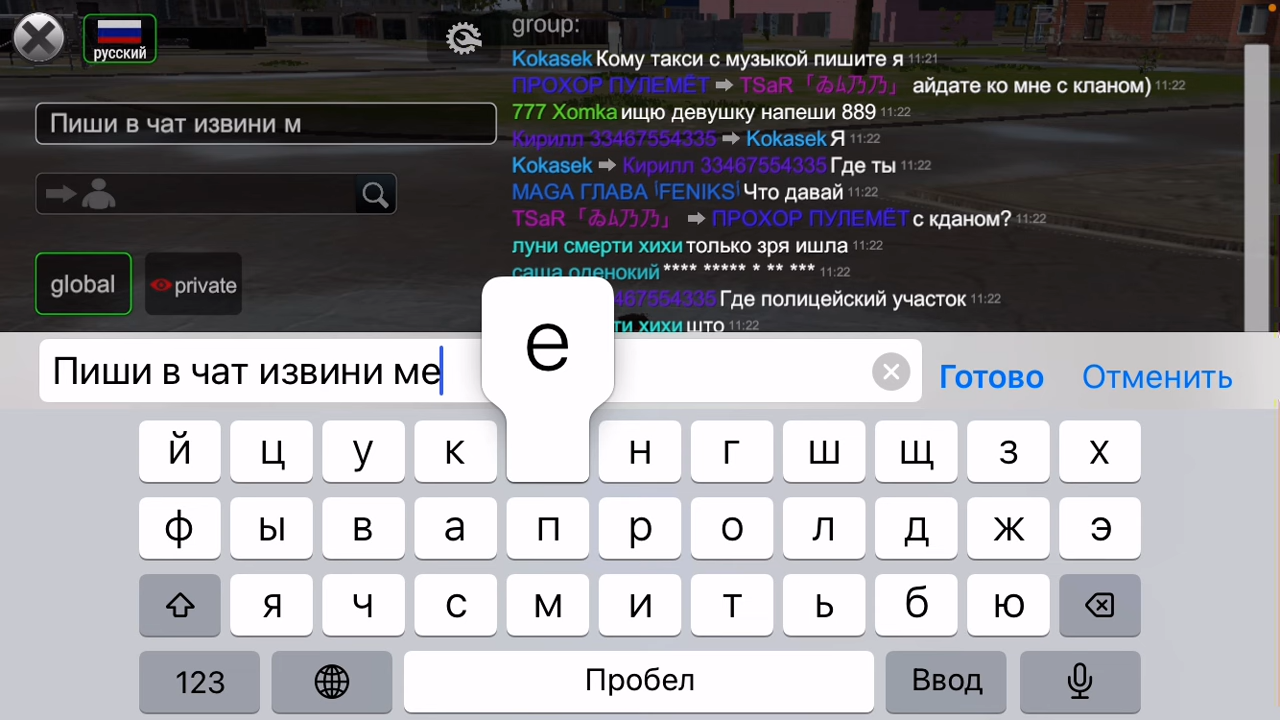 русский
group:
Kokasek Кому такси с музыкой пишите я 11:21
ПРОХОР ПУЛЕМЁТ ➡ TSaR「ゐム乃乃」 айдате ко мне с кланом) 11:22
Пиши в чат извини м
777 Xomka ищю девушку напеши 889 11:22
Кирилл 33467554335 ➡ Kokasek Я 11:22
Kokasek ➡ Кирилл 33467554335 Где ты 11:22
MAGA ГЛАВА FENIKS Что давай 11:22
TSaR「ゐム乃乃」 ➡ ПРОХОР ПУЛЕМЁТ с кданом? 11:22
луни смерти хихи только зря ишла 11:22
саша оденокий **** ***** * ** *** 11:22
global private
467554335 Где полицейский участок 11:22
ти хихи што 11:22
е
Пиши в чат извини ме Готово Отменить
й ц у к н г ш щ з х
ф ы в а п р о л д ж э
я ч с м и т ь б ю
123 Пробел Ввод